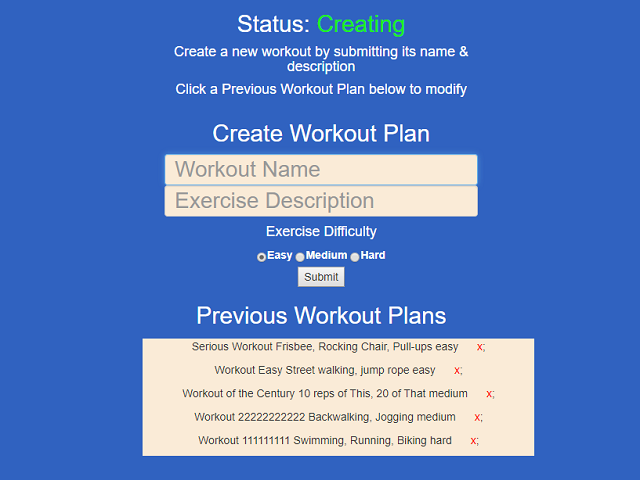 Status: Creating
Create a new workout by submitting its name &
description
Click a Previous Workout Plan below to modify
Create Workout Plan
Workout Name
Exercise Description
Exercise Difficulty
Easy Medium Hard
Submit
Previous Workout Plans
Serious Workout Frisbee, Rocking Chair, Pull-ups easy x;
Workout Easy Street walking, jump rope easy x;
Workout of the Century 10 reps of This, 20 of That medium x;
Workout 22222222222 Backwalking, Jogging medium x;
Workout 111111111 Swimming, Running, Biking hard x;